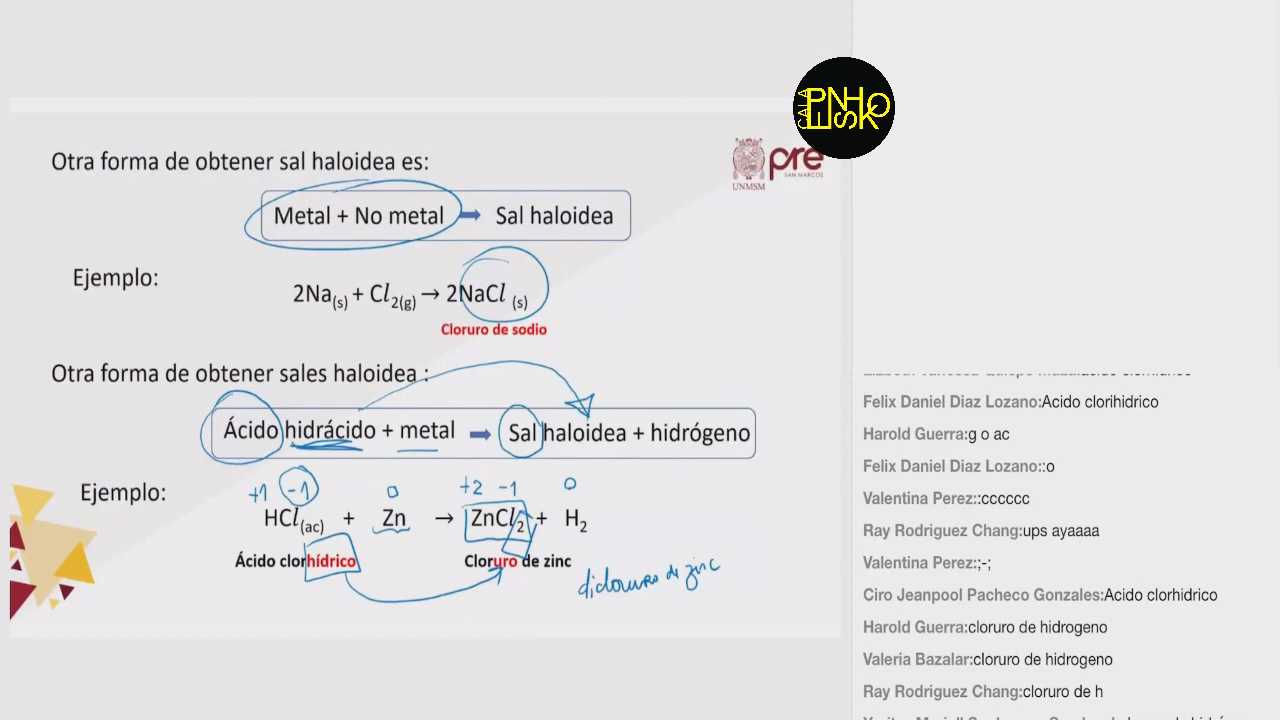 Otra forma de obtener sal haloidea es:
Metal + No metal ➡ Sal haloidea
Ejemplo:
2Na(s) + Cl2(g) → 2NaCl (s)
Cloruro de sodio
Otra forma de obtener sales haloidea :
Ácido hidrácido + metal ➡ Sal haloidea + hidrógeno
Ejemplo:
+1 -1 0 +2 -1 0
HCl(ac) + Zn → ZnCl2 + H2
Ácido clorhídrico Cloruro de zinc
dicloruro de zinc
UNMSM
pre
SAN MARCOS
CALA
PENHSKO
Felix Daniel Diaz Lozano:Acido clorihidrico
Harold Guerra:g o ac
Felix Daniel Diaz Lozano::o
Valentina Perez::cccccc
Ray Rodriguez Chang:ups ayaaaa
Valentina Perez:;-;
Ciro Jeanpool Pacheco Gonzales:Acido clorhidrico
Harold Guerra:cloruro de hidrogeno
Valeria Bazalar:cloruro de hidrogeno
Ray Rodriguez Chang:cloruro de h